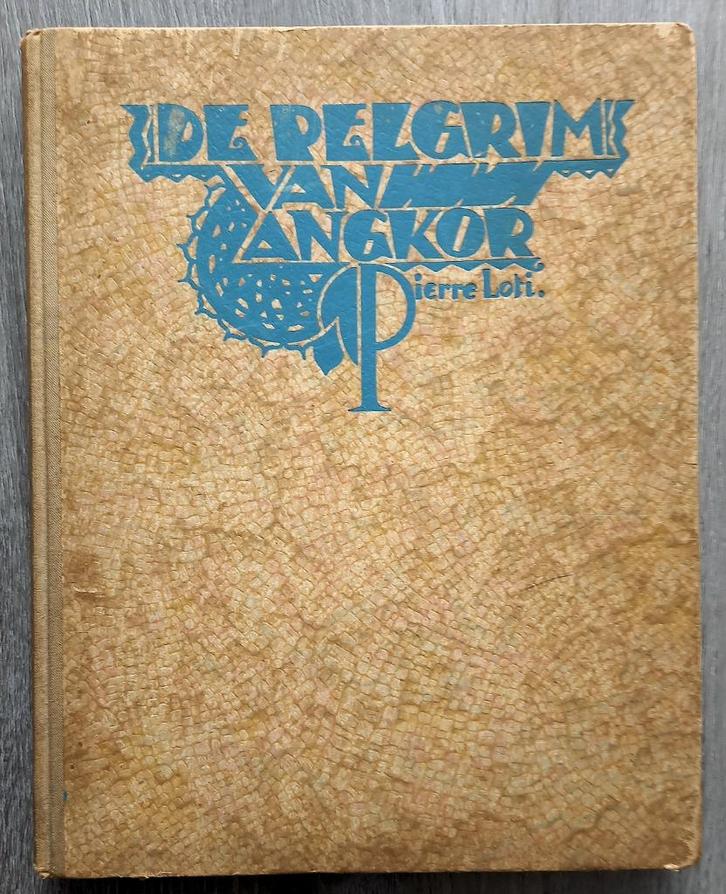 DE PELGRIM
VAN
ANGKOR
Pierre Loti.